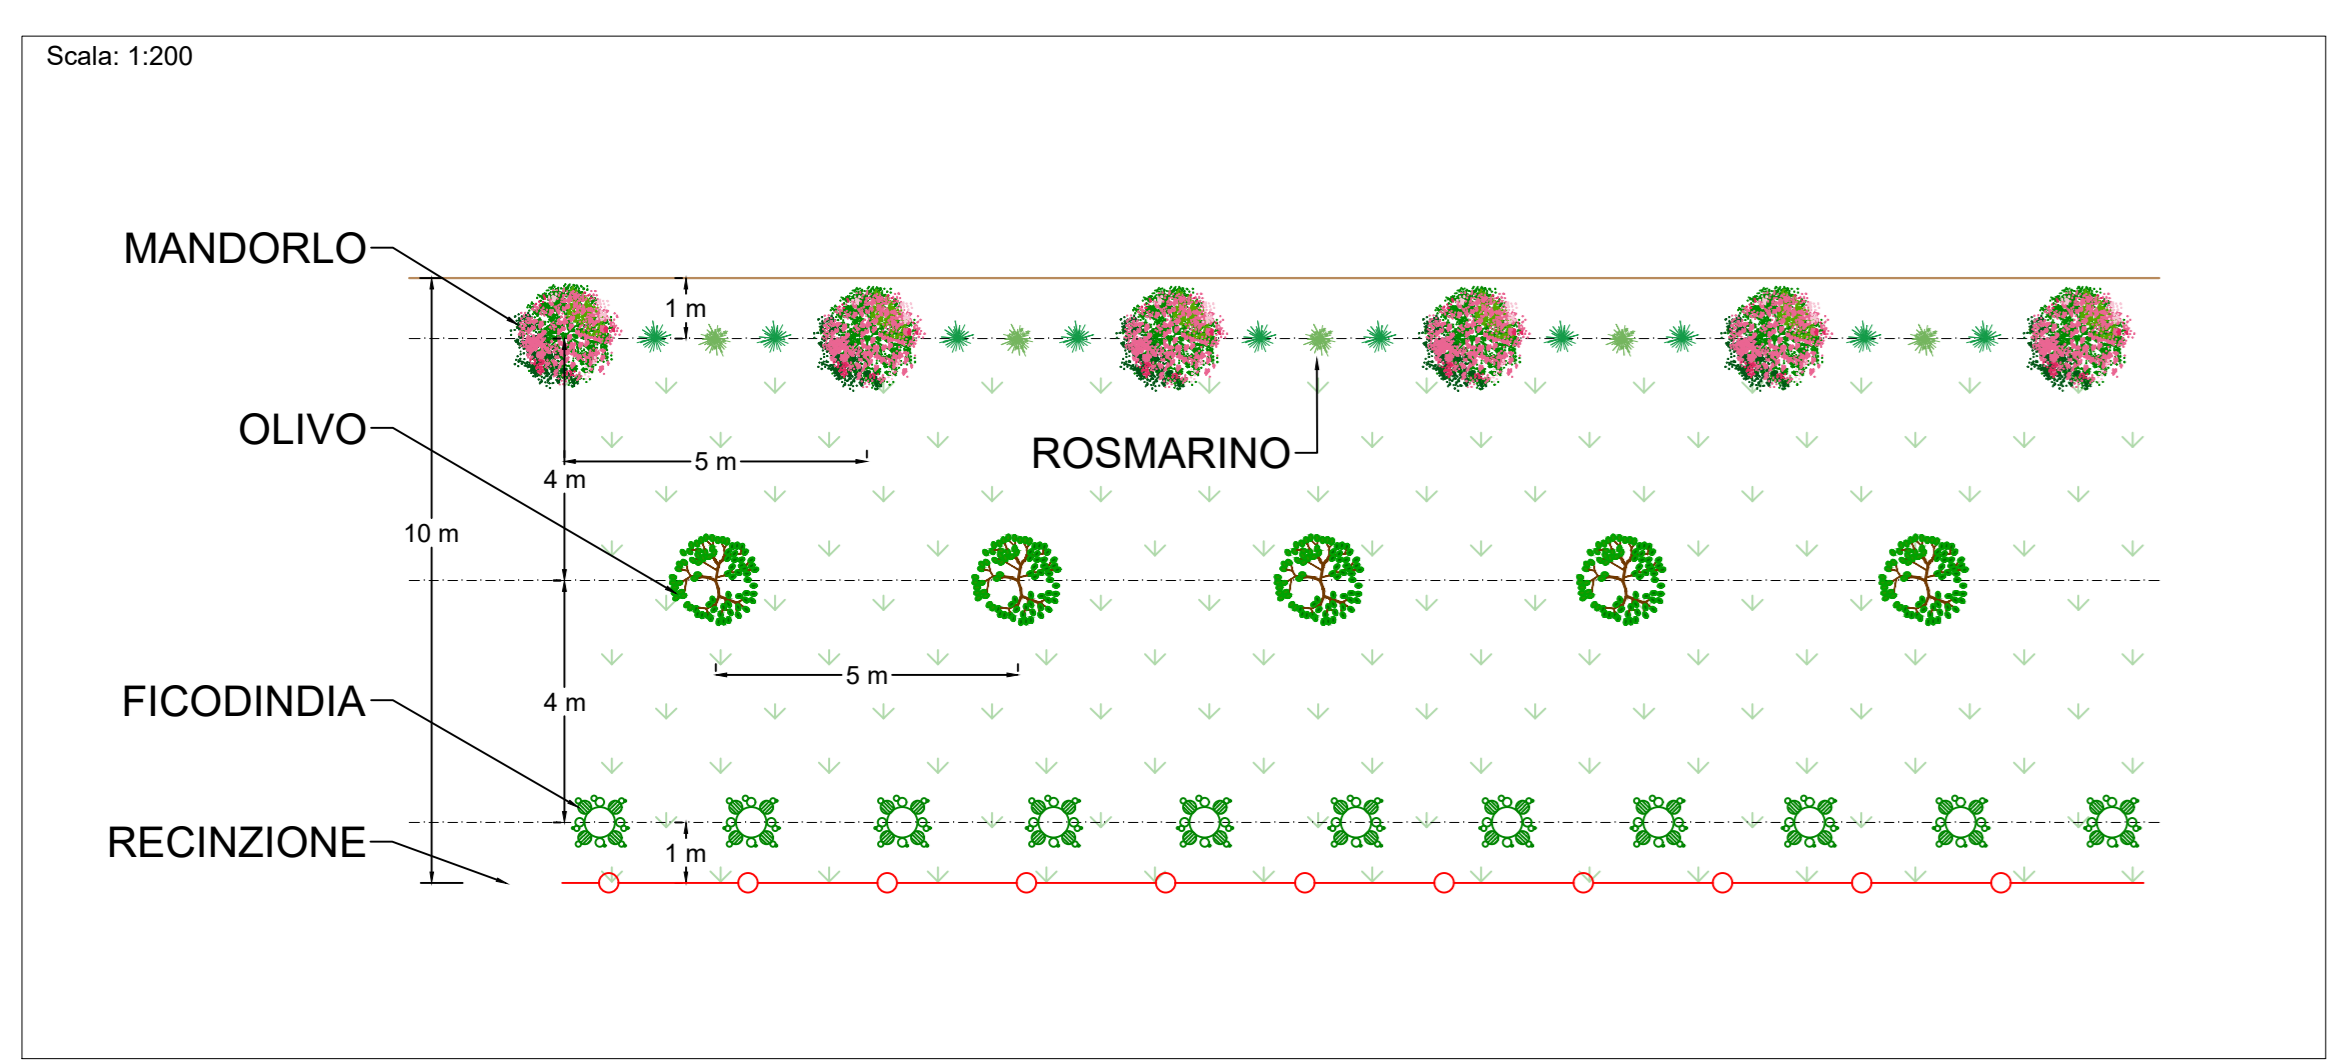 Scala: 1:200
MANDORLO
1 m
OLIVO
ROSMARINO
5 m
4 m
10 m
5 m
FICODINDIA
4 m
RECINZIONE
1 m